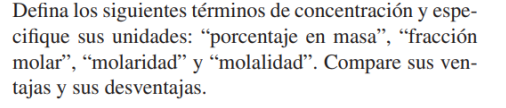 Defina los siguientes términos de concentración y espe-
cifique sus unidades: “porcentaje en masa”, “fracción
molar”, “molaridad” y “molalidad”. Compare sus ven-
tajas y sus desventajas.